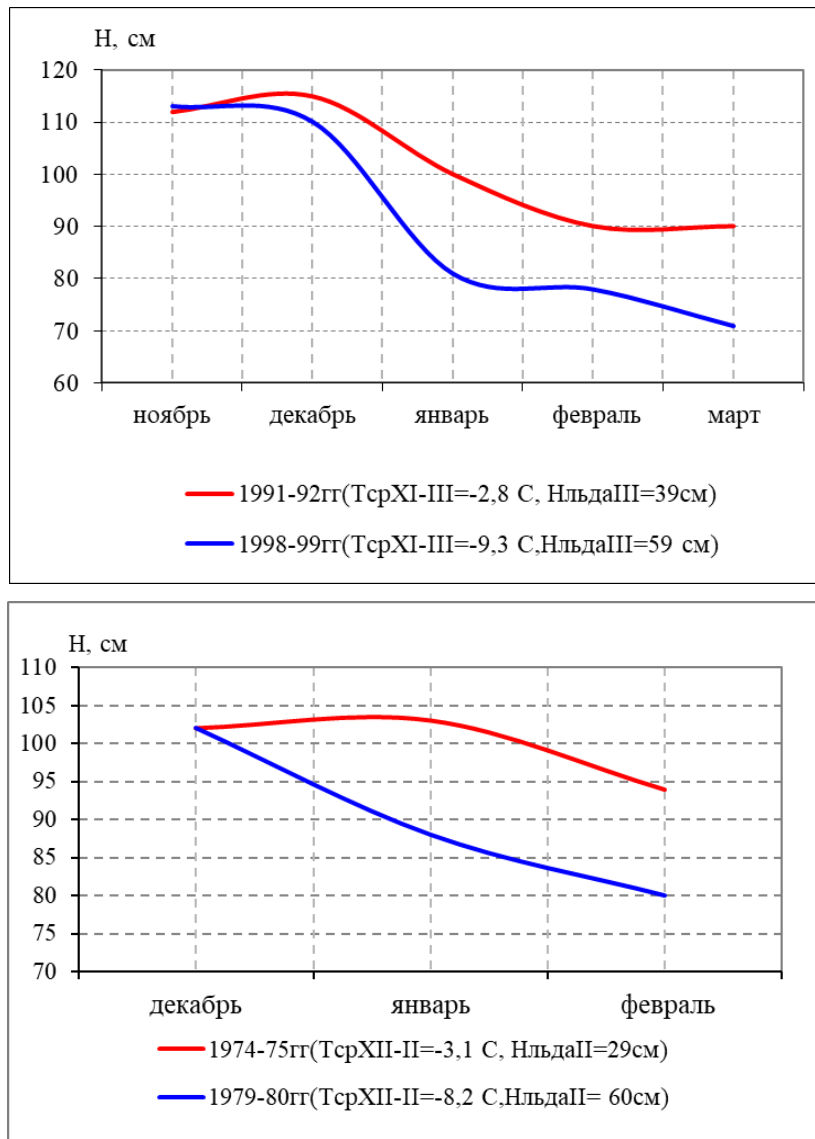 Н, см
120
110
100
90
80
70
60
ноябрь декабрь январь февраль март
1991-92гг(ТсрXI-III=-2,8 С, НльдаIII=39см)
1998-99гг(ТсрXI-III=-9,3 С,НльдаIII=59 см)
Н, см
110
105
100
95
90
85
80
75
70
декабрь январь февраль
1974-75гг(ТсрXII-II=-3,1 С, НльдаII=29см)
1979-80гг(ТсрXII-II=-8,2 С,НльдаII= 60см)